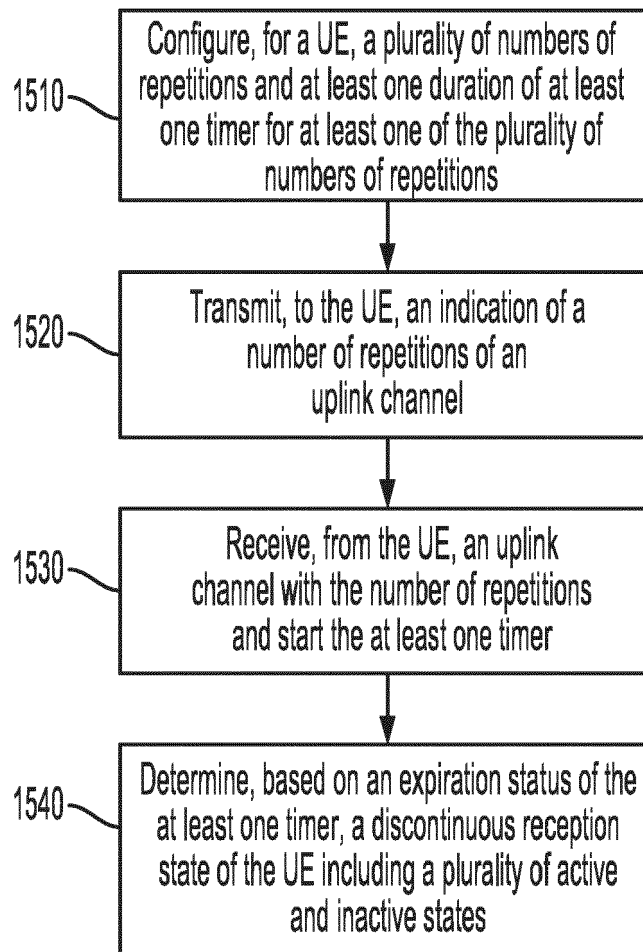 1510
Configure, for a UE, a plurality of numbers of
repetitions and at least one duration of at least
one timer for at least one of the plurality of
numbers of repetitions
1520
Transmit, to the UE, an indication of a
number of repetitions of an
uplink channel
1530
Receive, from the UE, an uplink
channel with the number of repetitions
and start the at least one timer
1540
Determine, based on an expiration status of the
at least one timer, a discontinuous reception
state of the UE including a plurality of active
and inactive states